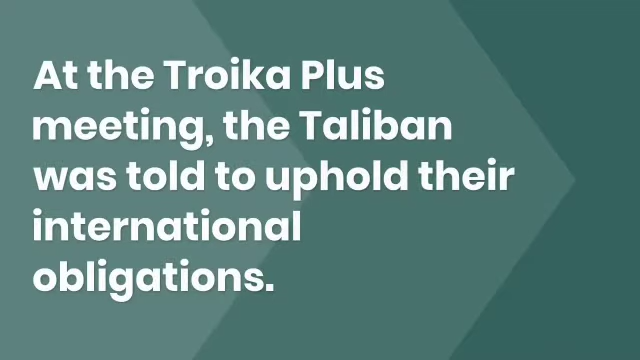 At the Troika Plus
meeting, the Taliban
was told to uphold their
international
obligations.